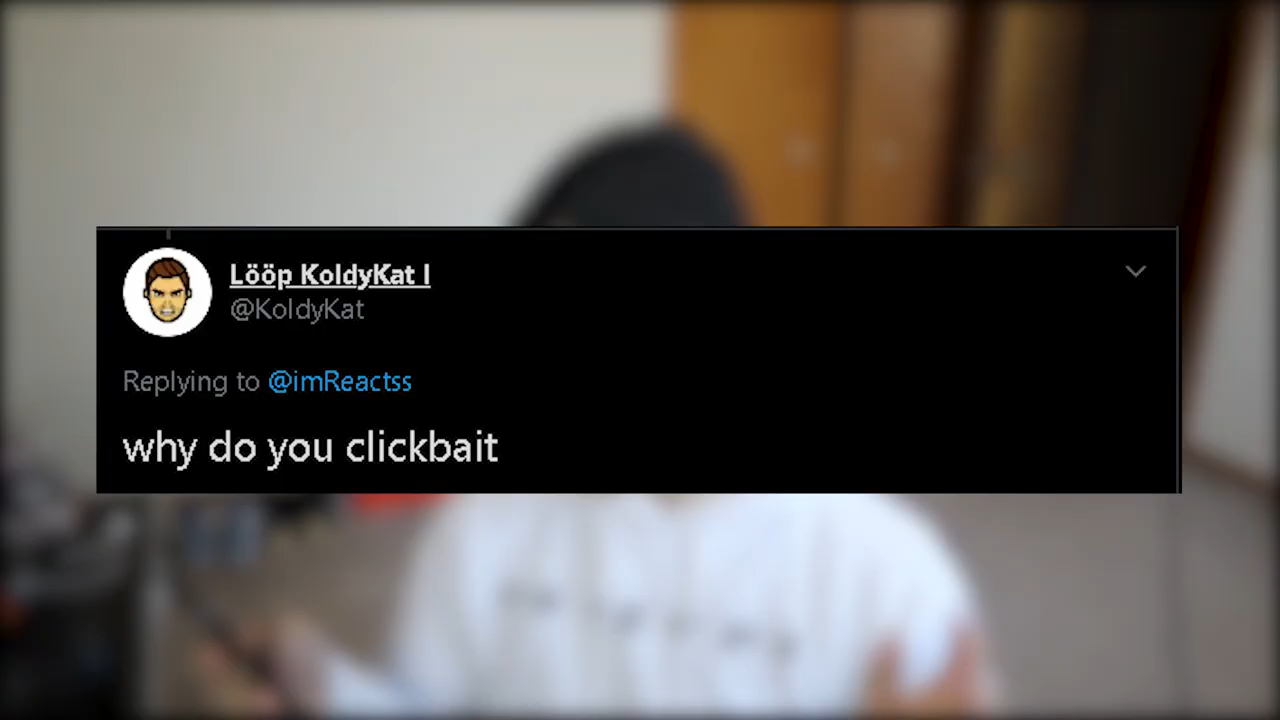 Lööp KoldyKat l
@KoldyKat
Replying to @imReactss
why do you clickbait